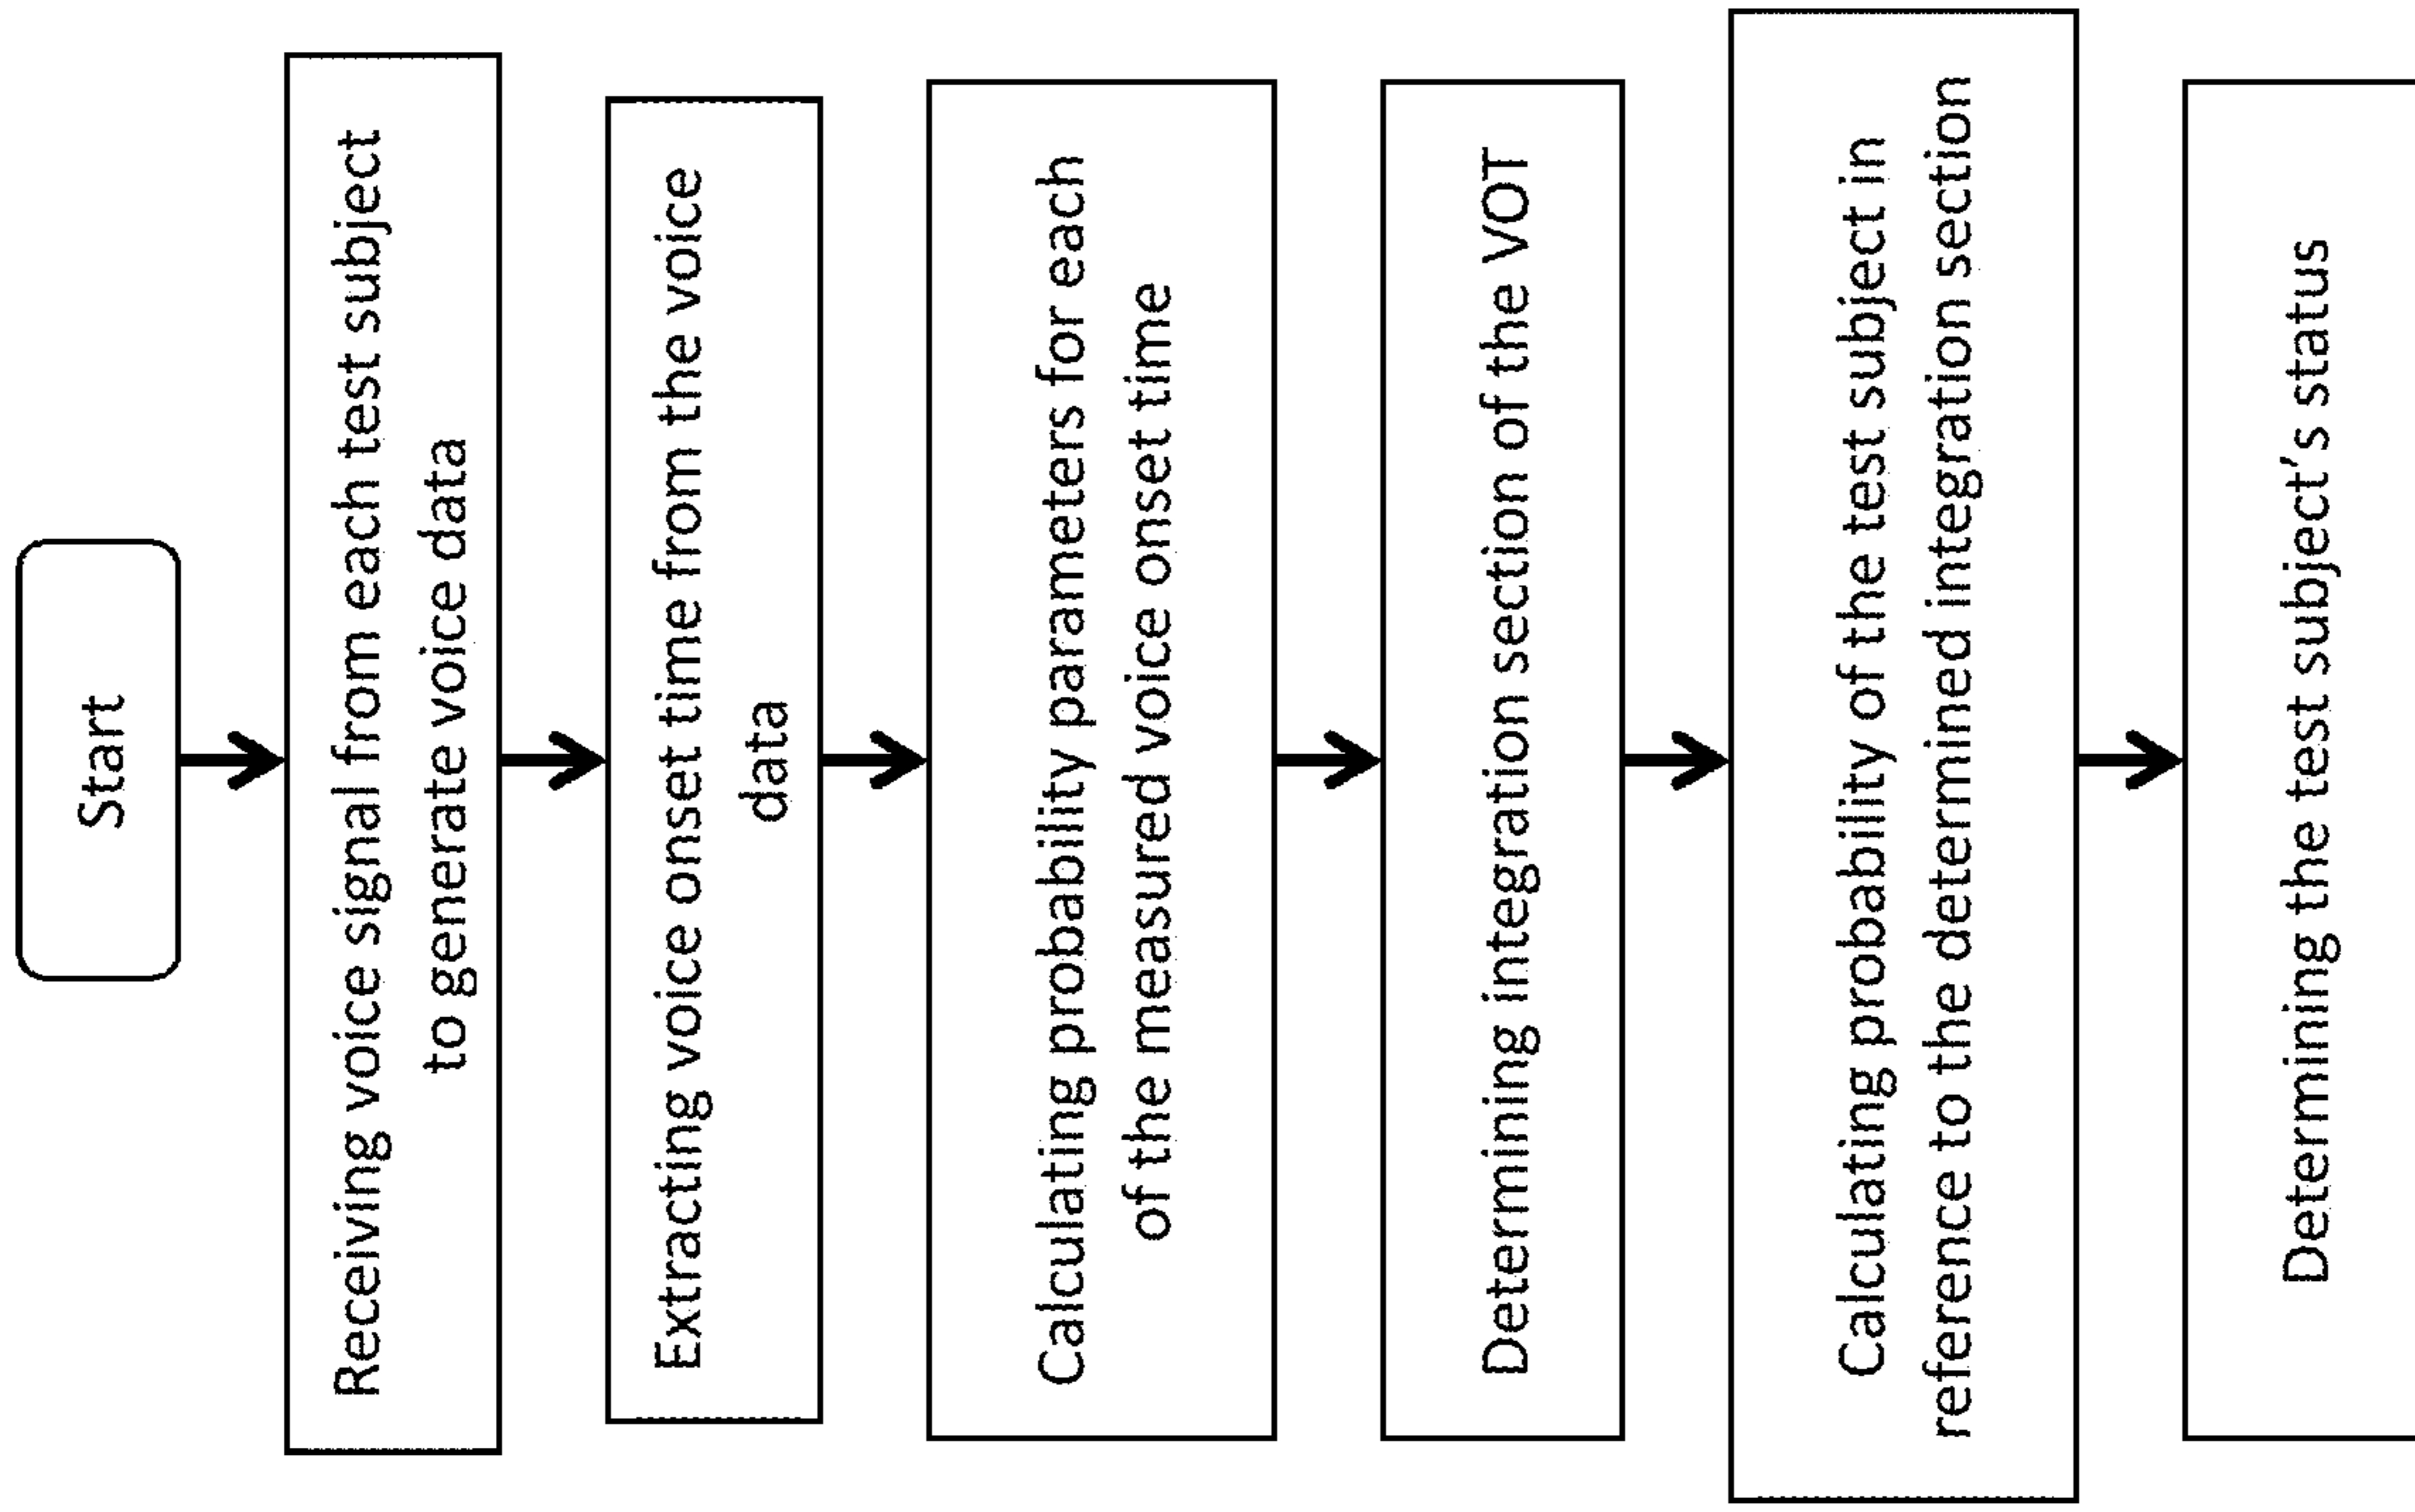 Start
Receiving voice signal from each test subject
to generate voice data
Extracting voice onset time from the voice
data
Calculating probability parameters for each
of the measured voice onset time
Determining integration section of the VOT
Calculating probability of the test subject in
reference to the determined integration section
Determining the test subject's status